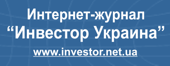 Интернет-журнал
“Инвестор Украина”
www.investor.net.ua